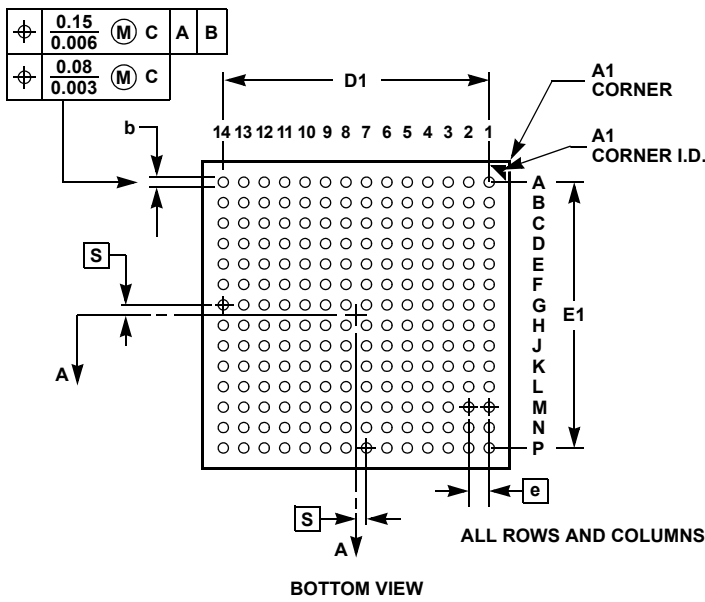 0.15
0.006 Ⓜ C A B
0.08
0.003 Ⓜ C
D1
A1
CORNER
b
14 13 12 11 10 9 8 7 6 5 4 3 2 1
A1
CORNER I.D.
A
B
C
D
E
F
G
H
J
K
L
M
N
P
S
E1
A
e
S
A
ALL ROWS AND COLUMNS
BOTTOM VIEW